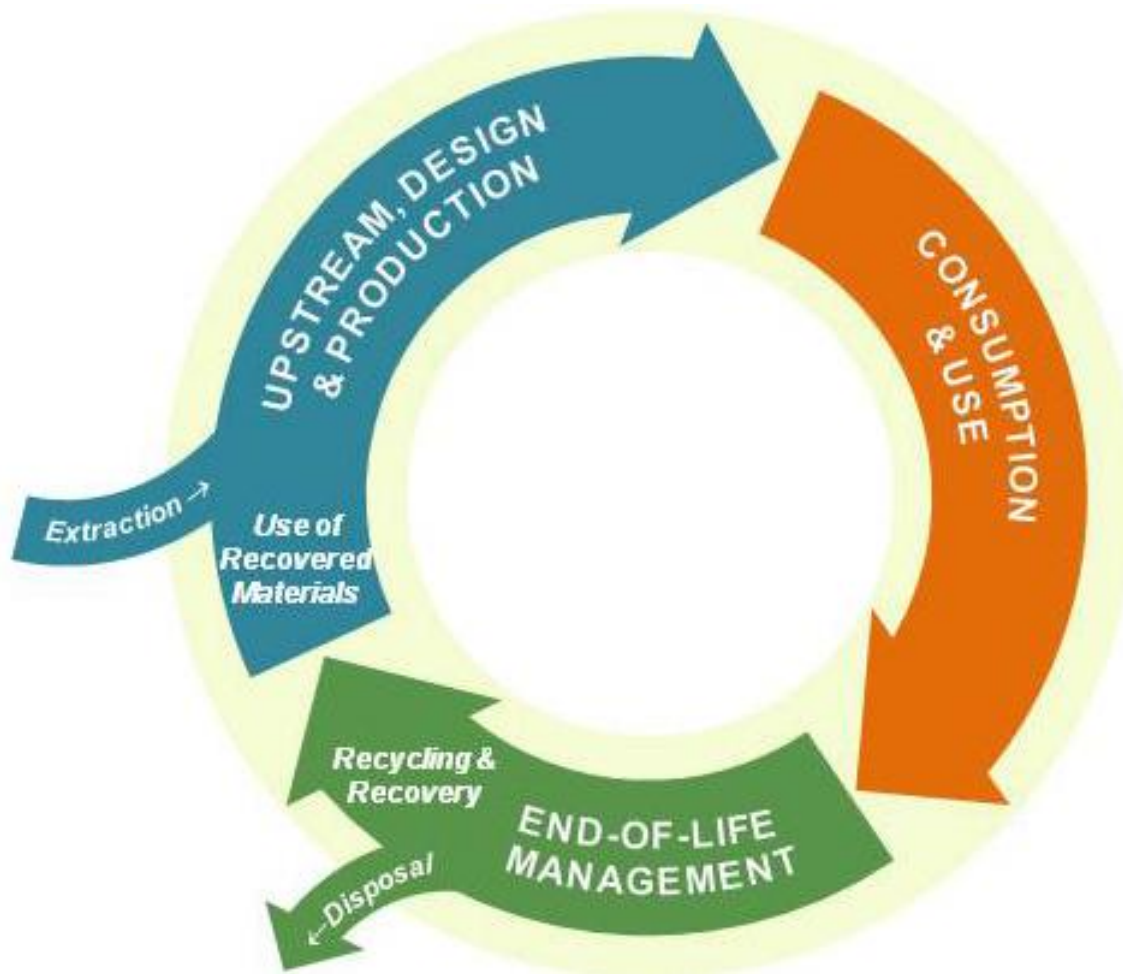 UPSTREAM, DESIGN
& PRODUCTION
CONSUMPTION
& USE
Extraction →
Use of
Recovered
Materials
Recycling &
Recovery
END-OF-LIFE
MANAGEMENT
←Disposal